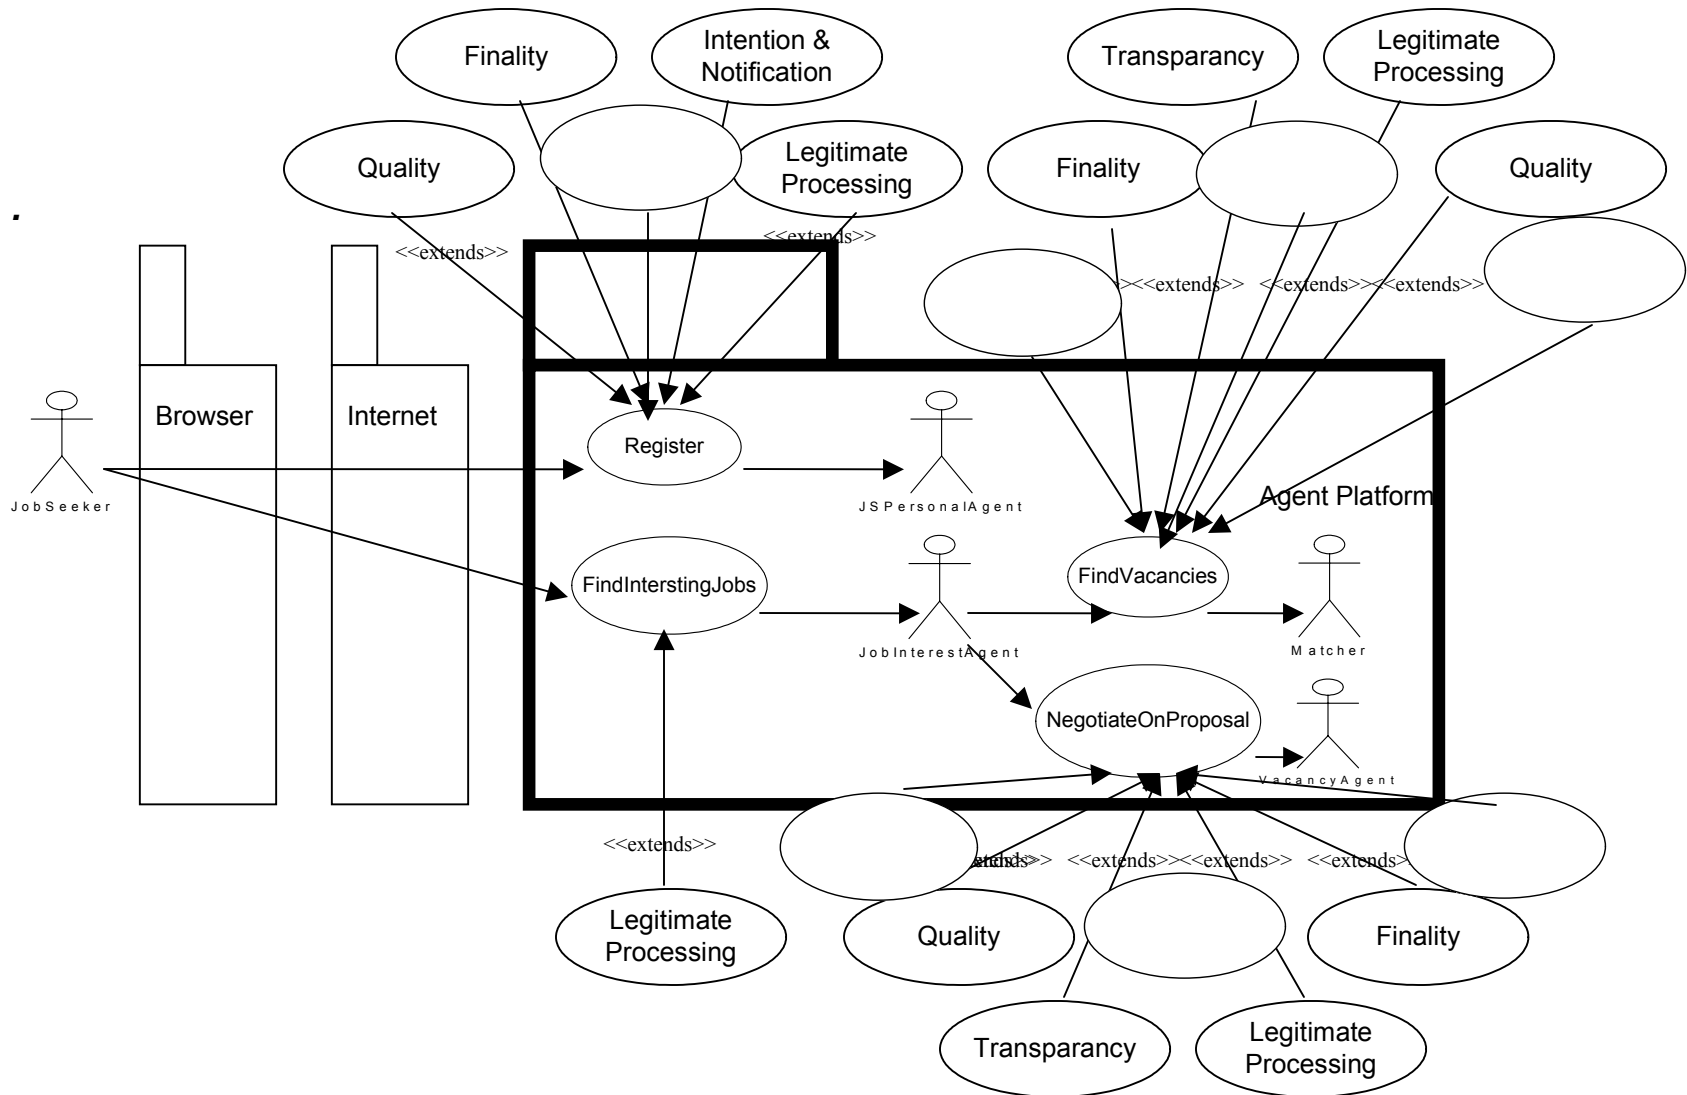 Finality
Intention &
Notification
Transparancy
Legitimate
Processing
Quality
Legitimate
Processing
Finality
Quality
.
<<extends>>
<<extends>>
<<extends>>
<<extends>>
<<extends>>
Browser
Internet
Register
JobSeeker
JSPersonalAgent
Agent Platform
FindInterstingJobs
FindVacancies
JobInterestAgent
Matcher
NegotiateOnProposal
VacancyAgent
<<extends>>
<<extends>>
<<extends>>
<<extends>>
Legitimate
Processing
Quality
Finality
Transparancy
Legitimate
Processing